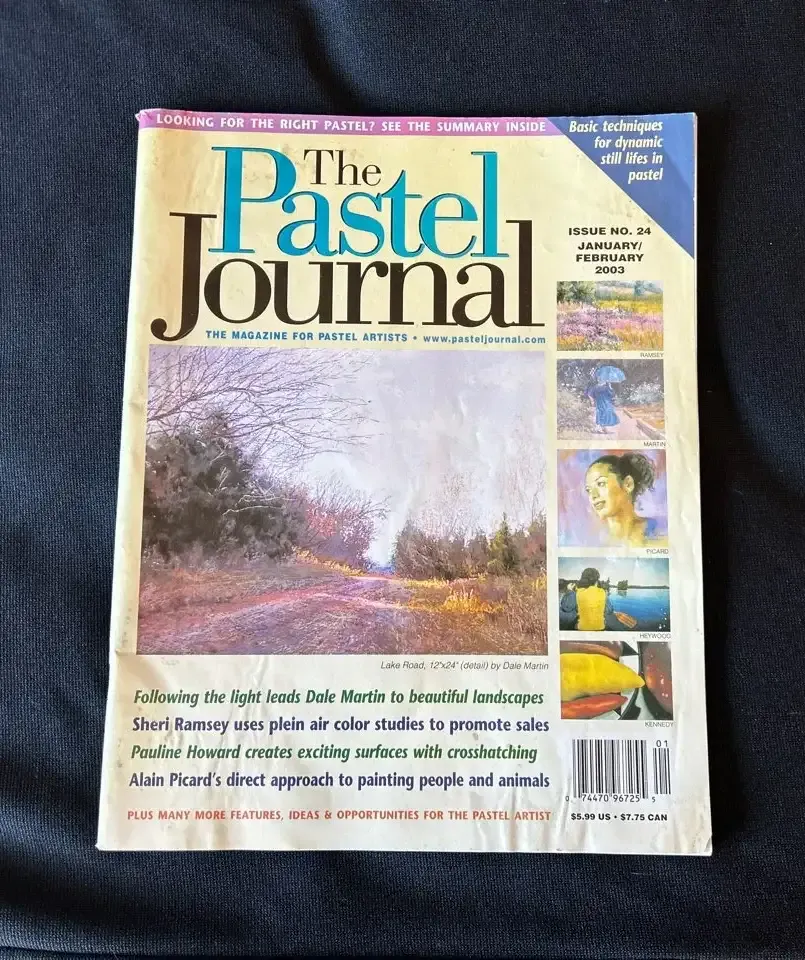 LOOKING FOR THE RIGHT PASTEL? SEE THE SUMMARY INSIDE
Basic techniques
for dynamic
still lifes in
pastel
The
Pastel
Journal
THE MAGAZINE FOR PASTEL ARTISTS • www.pasteljournal.com
ISSUE NO. 24
JANUARY/
FEBRUARY
2003
RAMSEY
MARTIN
PICARD
HEYWOOD
KENNEDY
Lake Road, 12"x24" (detail) by Dale Martin
Following the light leads Dale Martin to beautiful landscapes
Sheri Ramsey uses plein air color studies to promote sales
Pauline Howard creates exciting surfaces with crosshatching
Alain Picard's direct approach to painting people and animals
PLUS MANY MORE FEATURES, IDEAS & OPPORTUNITIES FOR THE PASTEL ARTIST
01
0 74470 96725 5
$5.99 US • $7.75 CAN